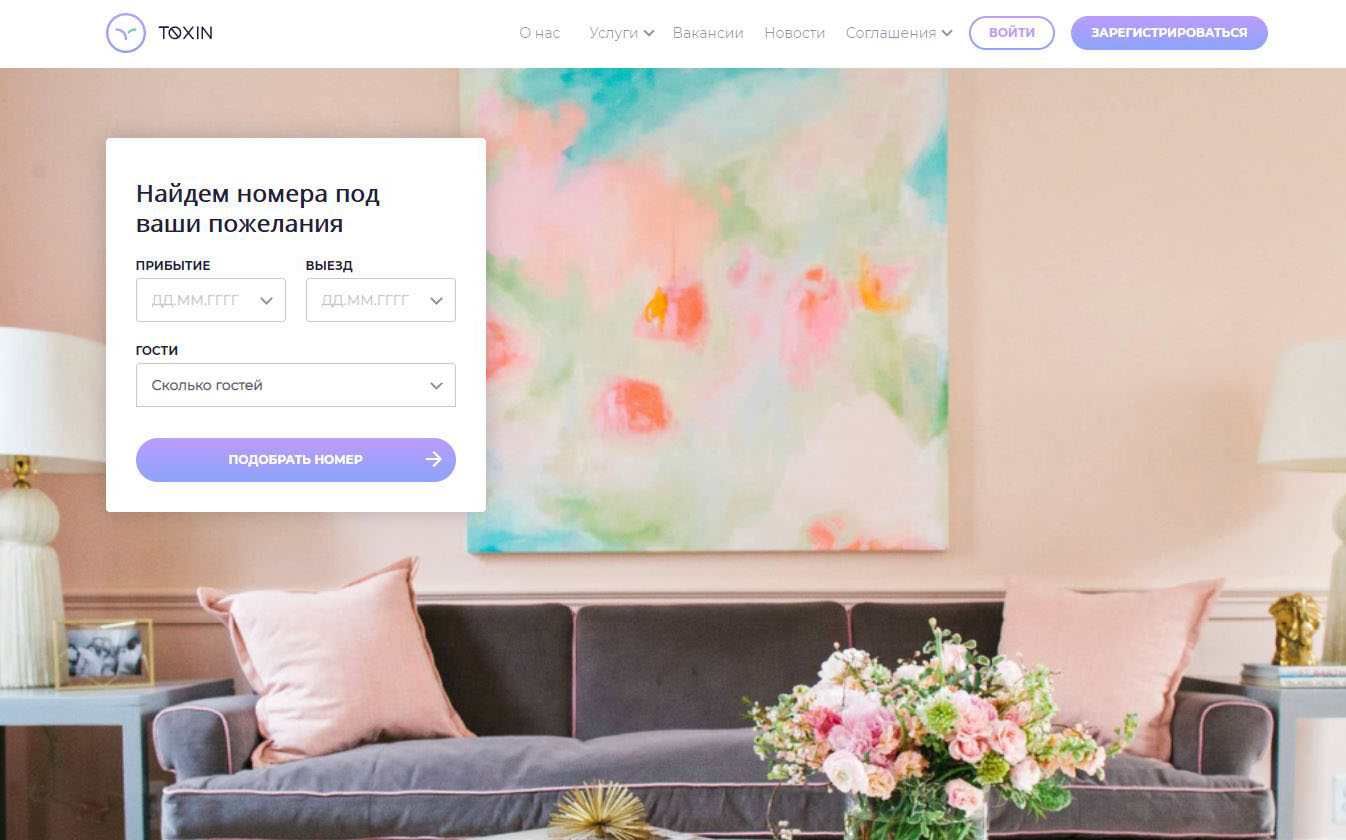 TOXIN
О нас
Услуги
Вакансии
Новости
Соглашения
ВОЙТИ
ЗАРЕГИСТРИРОВАТЬСЯ
Найдем номера под
ваши пожелания
ПРИБЫТИЕ
ВЫЕЗД
ДД.ММ.ГГГГ
ДД.ММ.ГГГГ
ГОСТИ
Сколько гостей
ПОДОБРАТЬ НОМЕР